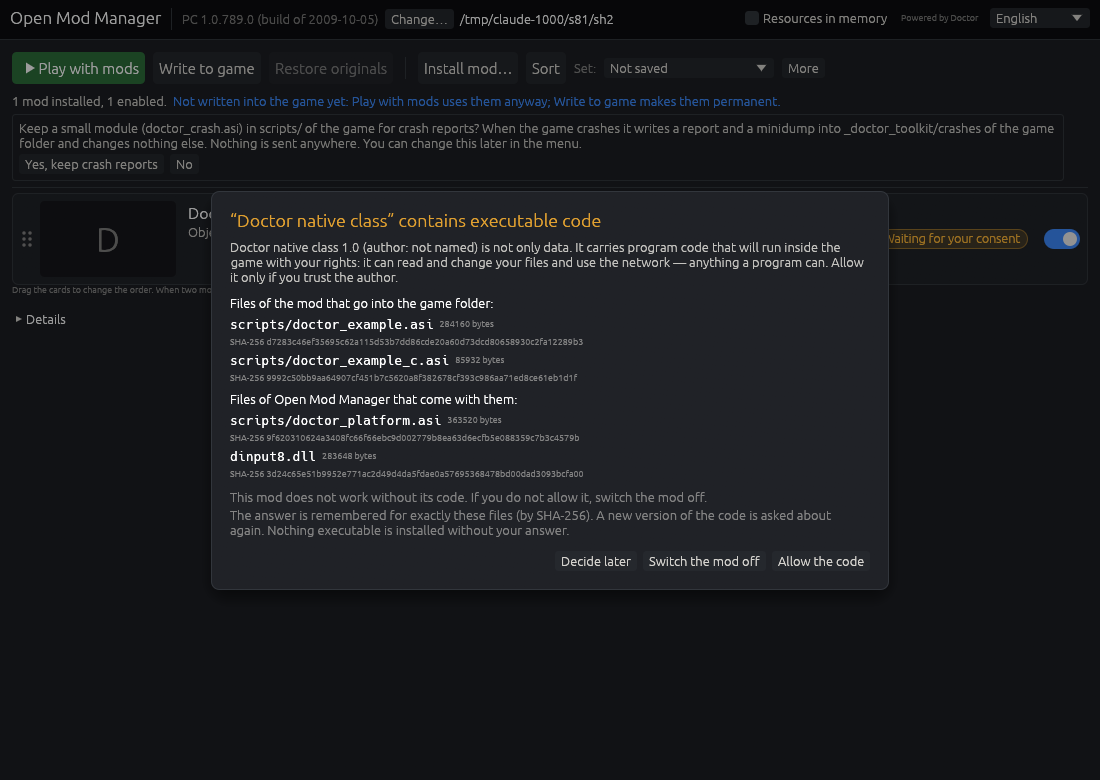 Open Mod Manager
PC 1.0.789.0 (build of 2009-10-05)
Change…
/tmp/claude-1000/s81/sh2
Resources in memory
Powered by Doctor
English
Play with mods
Write to game
Restore originals
Install mod…
Sort
Set:
Not saved
More
1 mod installed, 1 enabled. Not written into the game yet: Play with mods uses them anyway; Write to game makes them permanent.
Keep a small module (doctor_crash.asi) in scripts/ of the game for crash reports? When the game crashes it writes a report and a minidump into _doctor_toolkit/crashes of the game
folder and changes nothing else. Nothing is sent anywhere. You can change this later in the menu.
Yes, keep crash reports
No
D
Waiting for your consent
Drag the cards to change the order. When two mo
Details
“Doctor native class” contains executable code
Doctor native class 1.0 (author: not named) is not only data. It carries program code that will run inside the
game with your rights: it can read and change your files and use the network — anything a program can. Allow
it only if you trust the author.
Files of the mod that go into the game folder:
scripts/doctor_example.asi 284160 bytes
SHA-256 d7283c46ef35695c62a115d53b7dd86cde20a60d73dcd80658930c2fa12289b3
scripts/doctor_example_c.asi 85932 bytes
SHA-256 9992c50bb9aa64907cf451b7c5620a8f382678cf393c986aa71ed8ce61eb1d1f
Files of Open Mod Manager that come with them:
scripts/doctor_platform.asi 363520 bytes
SHA-256 9f620310624a3408fc66f66ebc9d002779b8ea63d6ecfb5e088359c7b3c4579b
dinput8.dll 283648 bytes
SHA-256 3d24c65e51b9952e771ac2d49d4da5fdae0a57695368478bd00dad3093bcfa00
This mod does not work without its code. If you do not allow it, switch the mod off.
The answer is remembered for exactly these files (by SHA-256). A new version of the code is asked about
again. Nothing executable is installed without your answer.
Decide later
Switch the mod off
Allow the code